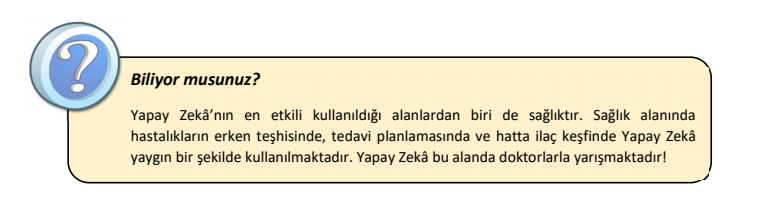 Biliyor musunuz?
Yapay Zekâ’nın en etkili kullanıldığı alanlardan biri de sağlıktır. Sağlık alanında
hastalıkların erken teşhisinde, tedavi planlamasında ve hatta ilaç keşfinde Yapay Zekâ
yaygın bir şekilde kullanılmaktadır. Yapay Zekâ bu alanda doktorlarla yarışmaktadır!